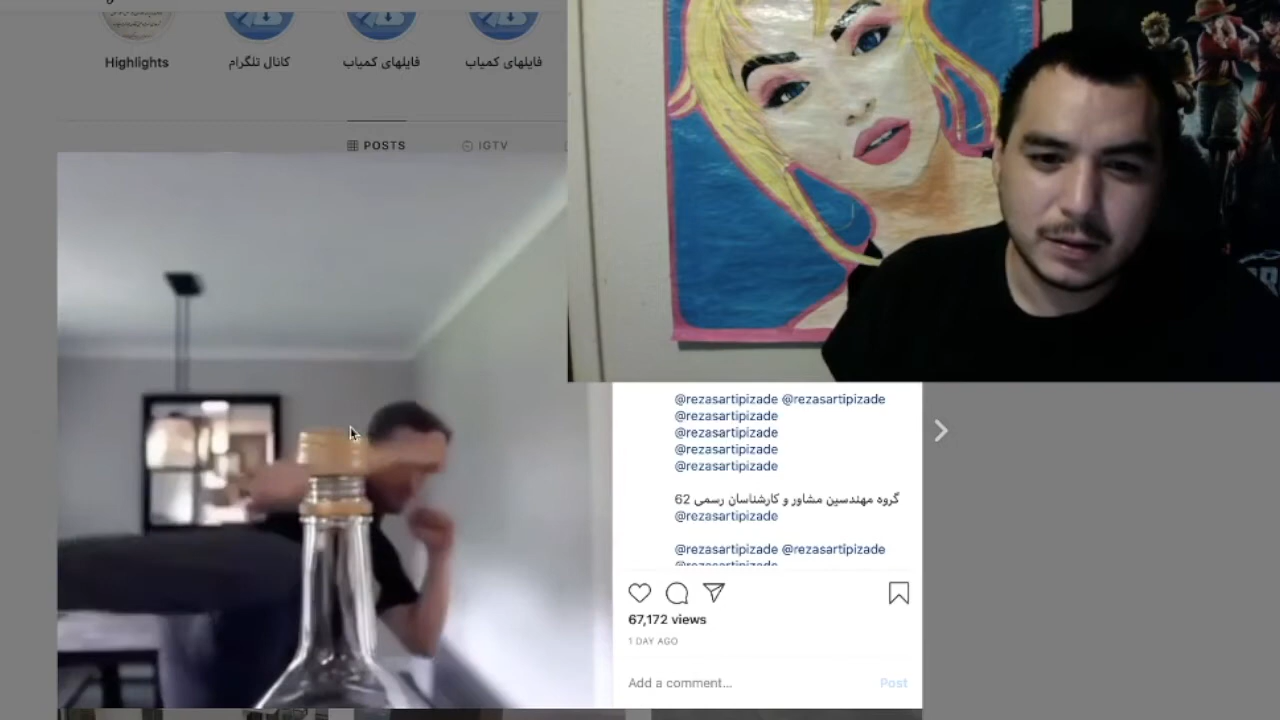 Highlights
کانال تلگرام
فایلهای کمیاب
فایلهای کمیاب
POSTS
IGTV
@rezasartipizade @rezasartipizade
@rezasartipizade
@rezasartipizade
@rezasartipizade
@rezasartipizade
گروه مهندسین مشاور و کارشناسان رسمی 62
@rezasartipizade
@rezasartipizade @rezasartipizade
@rezasartipizade
67,172 views
1 DAY AGO
Add a comment...
Post